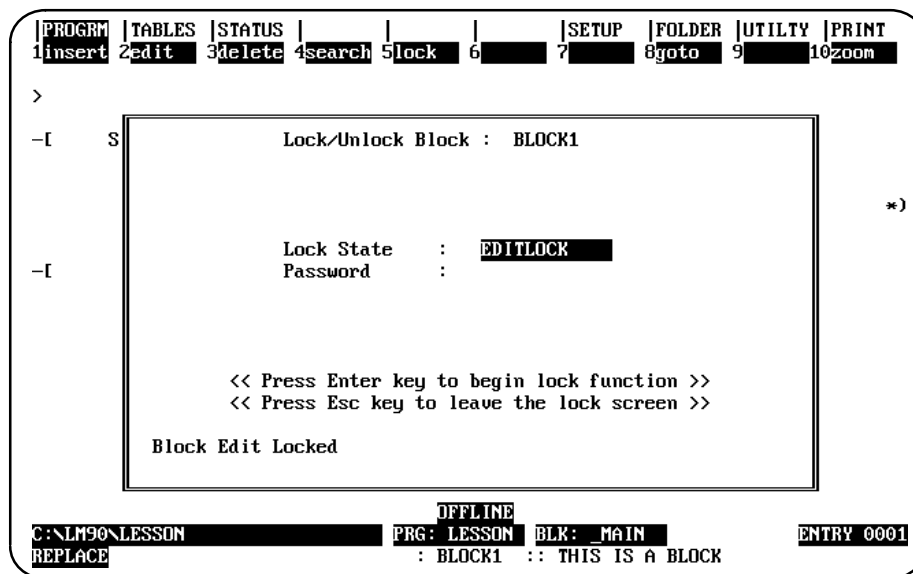 |PROGRM |TABLES |STATUS | | | |SETUP |FOLDER |UTILTY |PRINT
1insert 2edit 3delete 4search 5lock 6 7 8goto 9 10zoom
>
-[ S Lock/Unlock Block : BLOCK1
*)
Lock State : EDITLOCK
-[ Password :
<< Press Enter key to begin lock function >>
<< Press Esc key to leave the lock screen >>
Block Edit Locked
OFFLINE
C:\LM90\LESSON PRG: LESSON BLK: _MAIN ENTRY 0001
REPLACE : BLOCK1 :: THIS IS A BLOCK